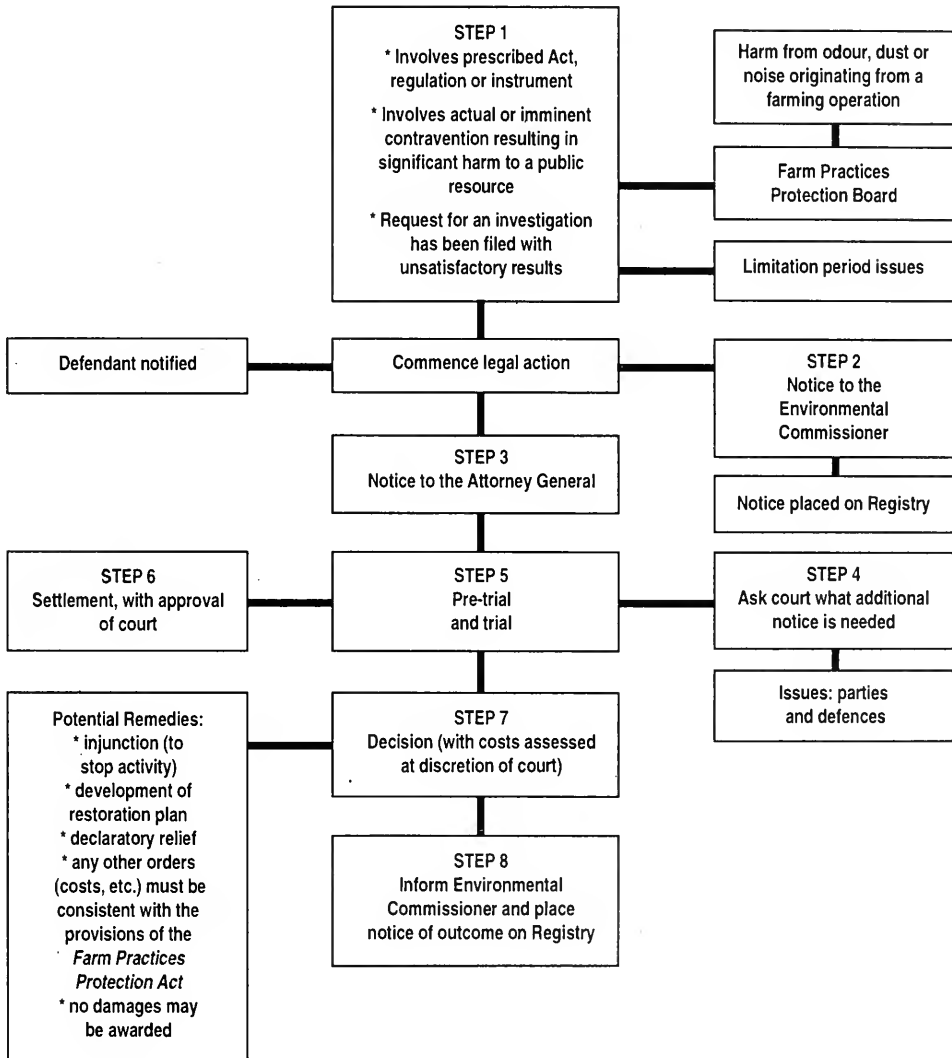 STEP 1
* Involves prescribed Act,
regulation or instrument
* Involves actual or imminent
contravention resulting in
significant harm to a public
resource
* Request for an investigation
has been filed with
unsatisfactory results
Harm from odour, dust or
noise originating from a
farming operation
Farm Practices
Protection Board
Limitation period issues
Defendant notified
Commence legal action
STEP 2
Notice to the
Environmental
Commissioner
STEP 3
Notice to the Attorney General
Notice placed on Registry
STEP 6
Settlement, with approval
of court
STEP 5
Pre-trial
and trial
STEP 4
Ask court what additional
notice is needed
Issues: parties
and defences
Potential Remedies:
* injunction (to
stop activity)
* development of
restoration plan
* declaratory relief
* any other orders
(costs, etc.) must be
consistent with the
provisions of the
Farm Practices
Protection Act
* no damages may
be awarded
STEP 7
Decision (with costs assessed
at discretion of court)
STEP 8
Inform Environmental
Commissioner and place
notice of outcome on Registry